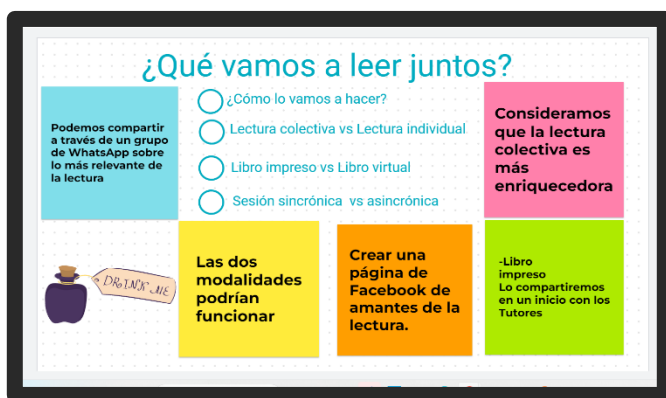 ¿Qué vamos a leer juntos?
¿Cómo lo vamos a hacer?
Lectura colectiva vs Lectura individual
Libro impreso vs Libro virtual
Sesión sincrónica vs asincrónica
Podemos compartir
a través de un grupo
de WhatsApp sobre
lo más relevante de
la lectura
Consideramos
que la lectura
colectiva es
más
enriquecedora
DRINK ME
Las dos
modalidades
podrían
funcionar
Crear una
página de
Facebook de
amantes de la
lectura.
-Libro
impreso
Lo compartiremos
en un inicio con los
Tutores